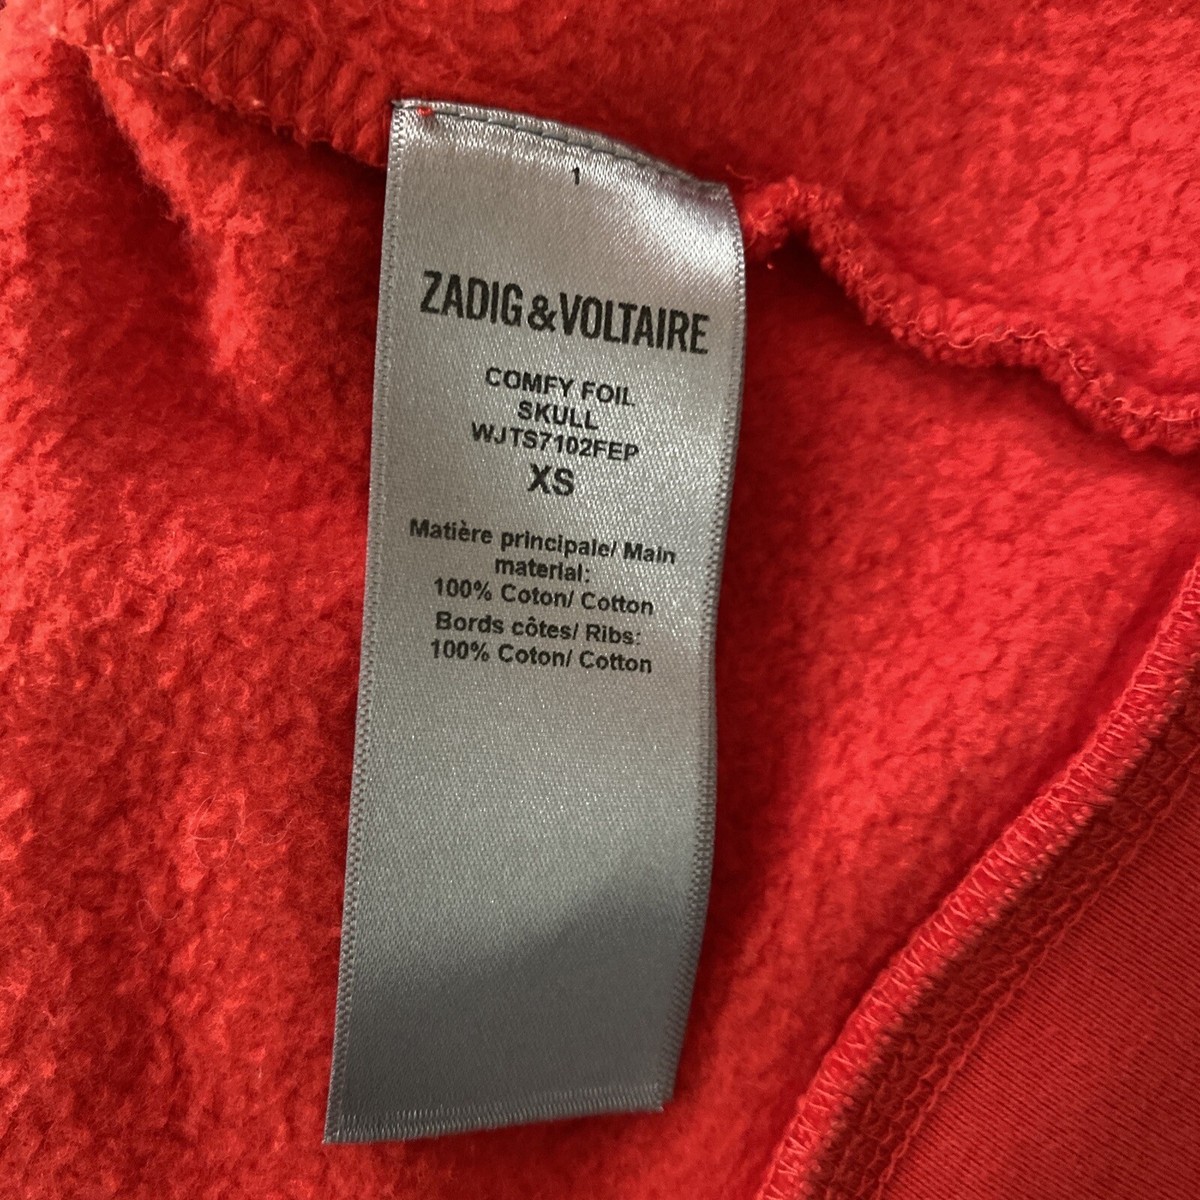 1
ZADIG&VOLTAIRE
COMFY FOIL
SKULL
WJTS7102FEP
XS
Matière principale/ Main
material:
100% Coton/ Cotton
Bords côtes/ Ribs:
100% Coton/ Cotton